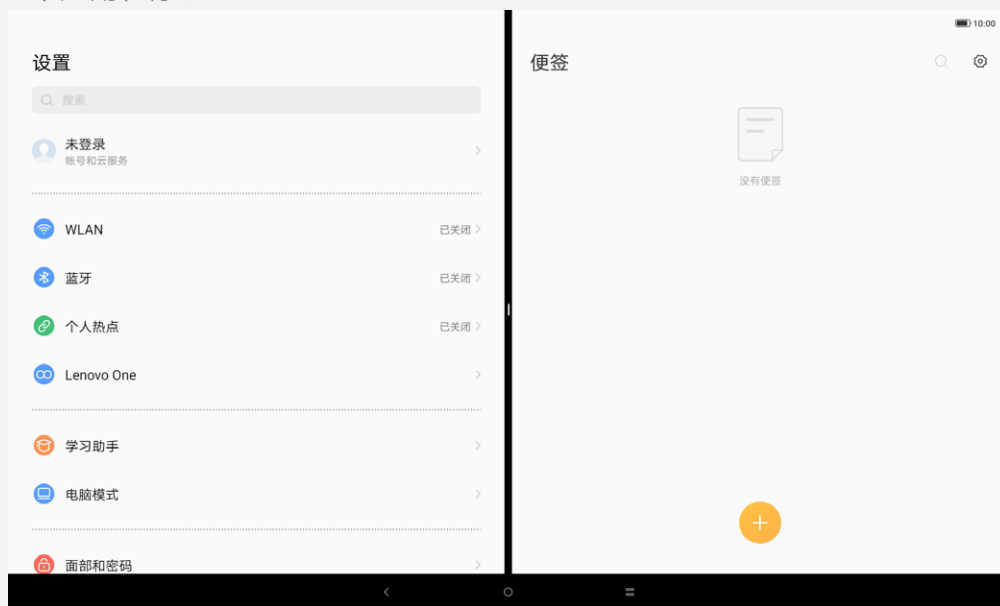 设置
搜索
未登录
帐号和云服务
WLAN
已关闭
蓝牙
已关闭
个人热点
已关闭
Lenovo One
学习助手
电脑模式
面部和密码
10:00
便签
没有便签